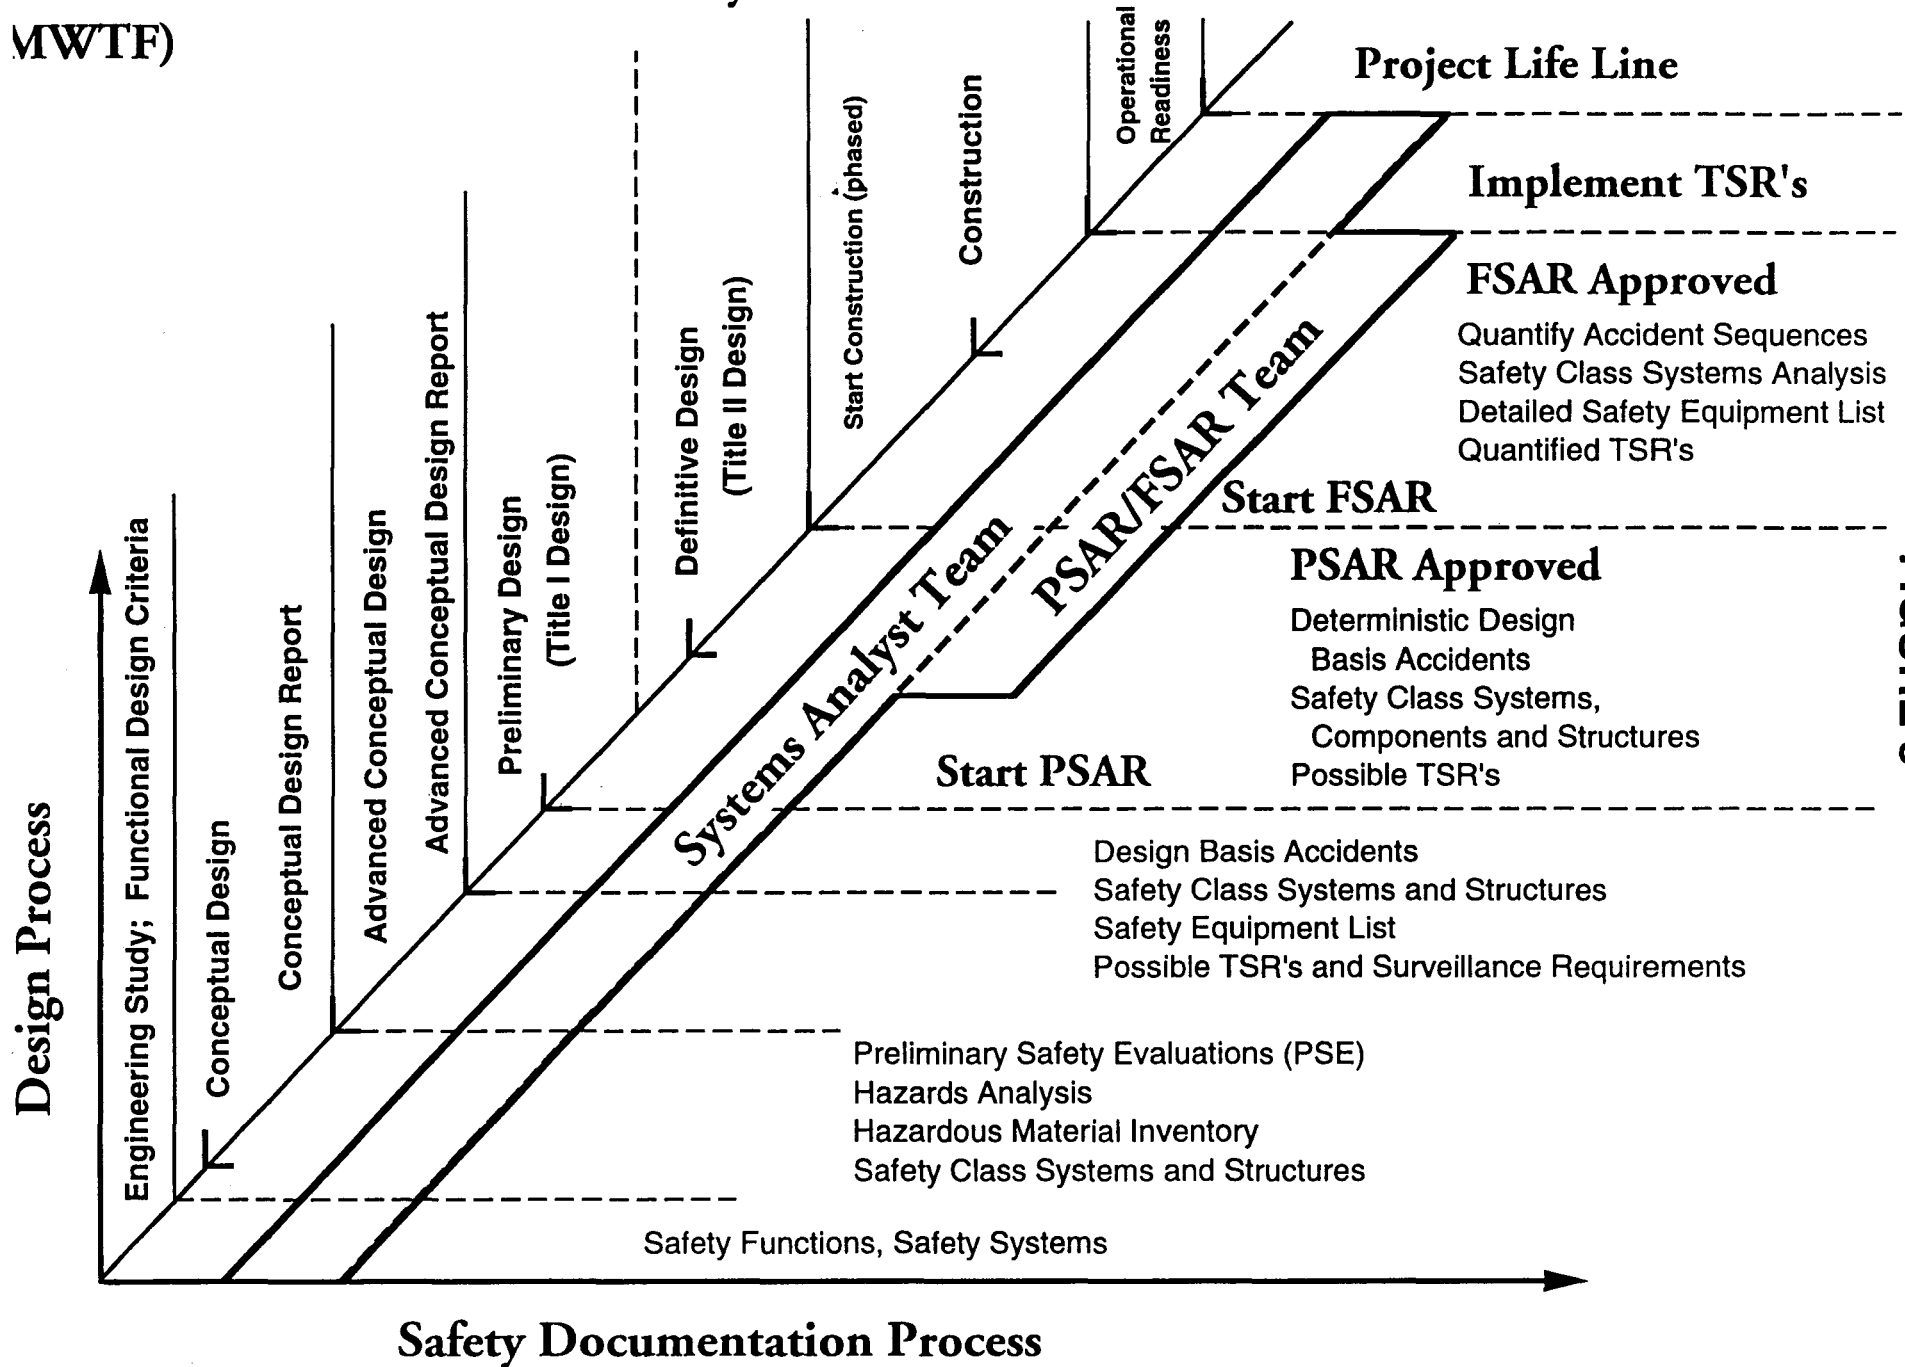 MWTF)
Project Life Line
Operational
Readiness
Implement TSR's
Construction
Start Construction (phased)
FSAR Approved
Quantify Accident Sequences
Safety Class Systems Analysis
Detailed Safety Equipment List
Quantified TSR's
Definitive Design
(Title II Design)
Start FSAR
PSAR/FSAR Team
Systems Analyst Team
PSAR Approved
Deterministic Design
Basis Accidents
Safety Class Systems,
Components and Structures
Possible TSR's
Advanced Conceptual Design Report
Preliminary Design
(Title I Design)
Start PSAR
Advanced Conceptual Design
Conceptual Design Report
Design Basis Accidents
Safety Class Systems and Structures
Safety Equipment List
Possible TSR's and Surveillance Requirements
Engineering Study; Functional Design Criteria
Conceptual Design
Preliminary Safety Evaluations (PSE)
Hazards Analysis
Hazardous Material Inventory
Safety Class Systems and Structures
Safety Functions, Safety Systems
Design Process
Safety Documentation Process